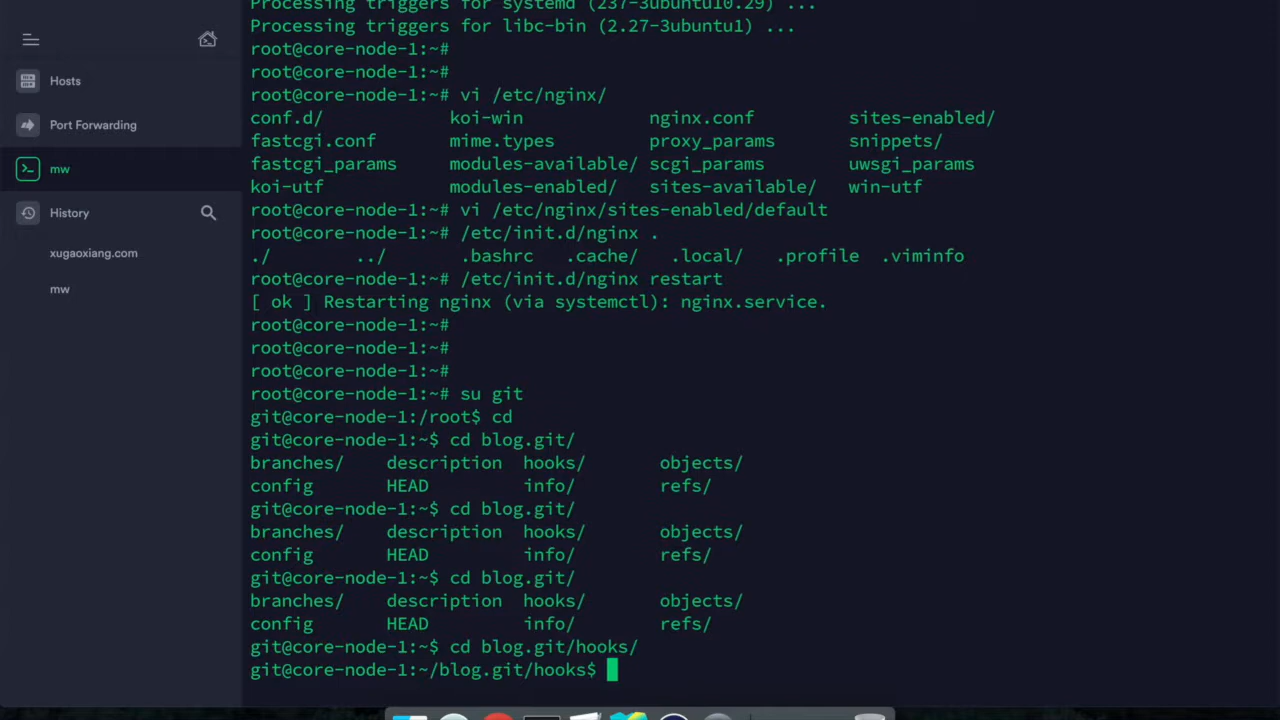 Hosts
Port Forwarding
mw
History
xugaoxiang.com
mw
Processing triggers for systemd (237-3ubuntu10.29) ...
Processing triggers for libc-bin (2.27-3ubuntu1) ...
root@core-node-1:~#
root@core-node-1:~#
root@core-node-1:~# vi /etc/nginx/
conf.d/ koi-win nginx.conf sites-enabled/
fastcgi.conf mime.types proxy_params snippets/
fastcgi_params modules-available/ scgi_params uwsgi_params
koi-utf modules-enabled/ sites-available/ win-utf
root@core-node-1:~# vi /etc/nginx/sites-enabled/default
root@core-node-1:~# /etc/init.d/nginx .
./ ../ .bashrc .cache/ .local/ .profile .viminfo
root@core-node-1:~# /etc/init.d/nginx restart
[ ok ] Restarting nginx (via systemctl): nginx.service.
root@core-node-1:~#
root@core-node-1:~#
root@core-node-1:~#
root@core-node-1:~# su git
git@core-node-1:/root$ cd
git@core-node-1:~$ cd blog.git/
branches/ description hooks/ objects/
config HEAD info/ refs/
git@core-node-1:~$ cd blog.git/
branches/ description hooks/ objects/
config HEAD info/ refs/
git@core-node-1:~$ cd blog.git/
branches/ description hooks/ objects/
config HEAD info/ refs/
git@core-node-1:~$ cd blog.git/hooks/
git@core-node-1:~/blog.git/hooks$